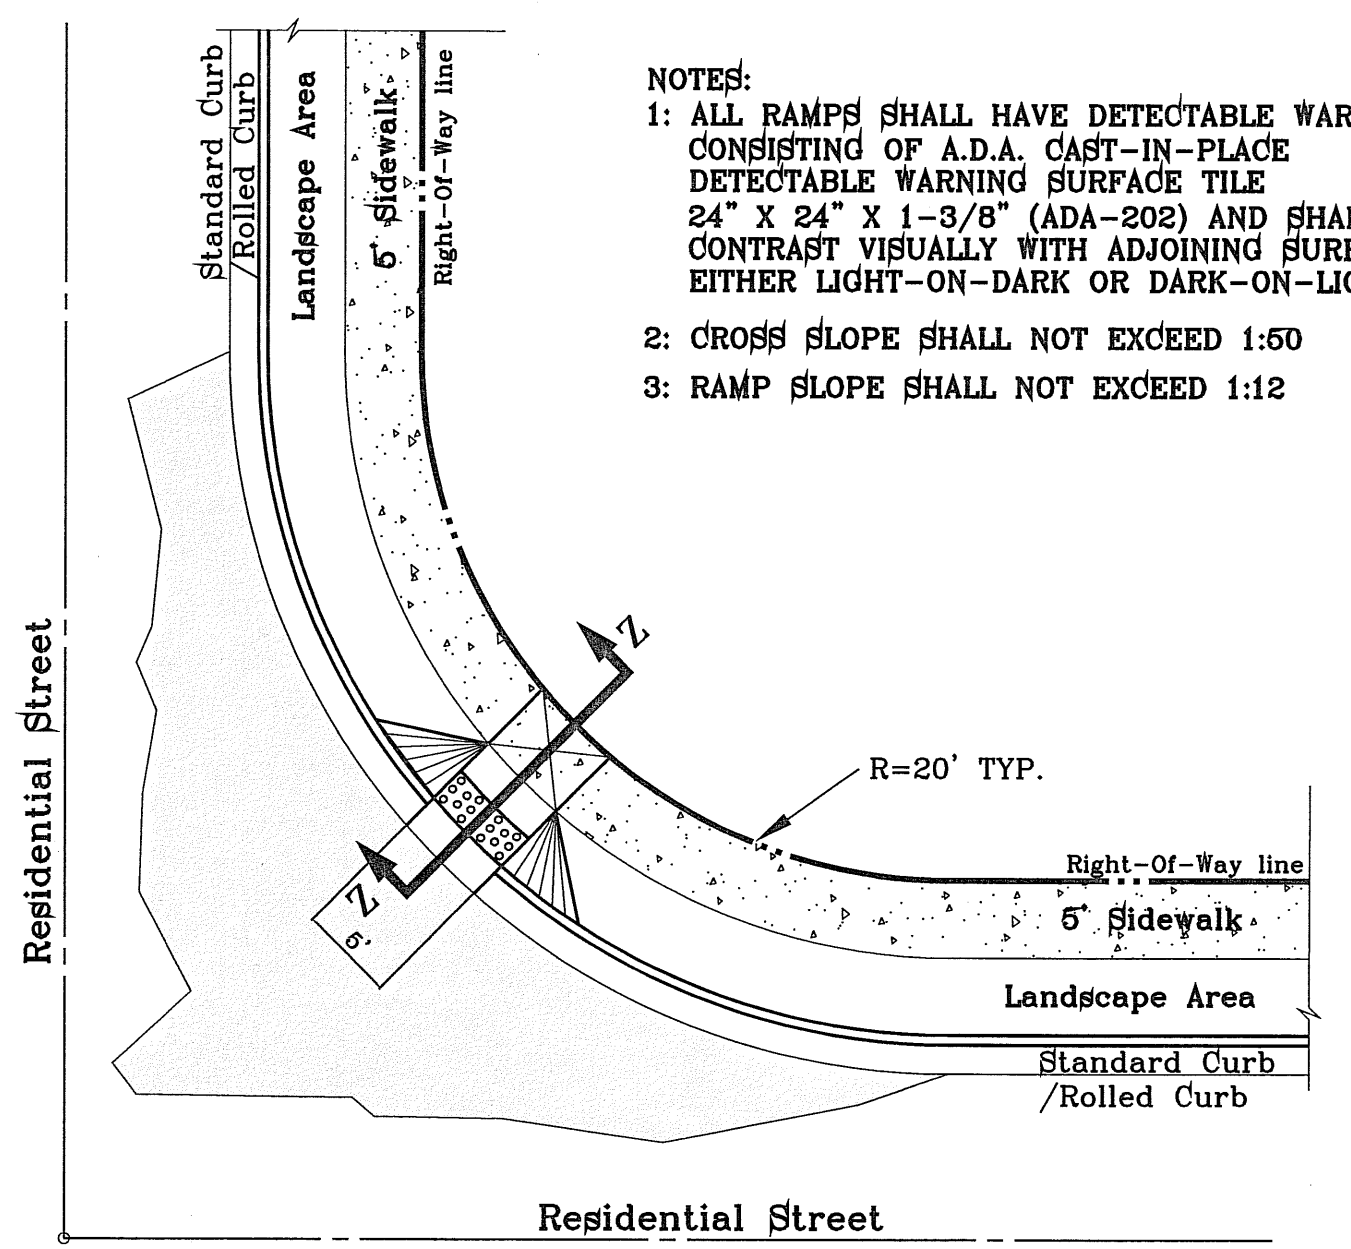 NOTES:
1: ALL RAMPS SHALL HAVE DETECTABLE WAR
CONSISTING OF A.D.A. CAST-IN-PLACE
DETECTABLE WARNING SURFACE TILE
24" X 24" X 1-3/8" (ADA-202) AND SHAL
CONTRAST VISUALLY WITH ADJOINING SURF
EITHER LIGHT-ON-DARK OR DARK-ON-LIG
2: CROSS SLOPE SHALL NOT EXCEED 1:50
3: RAMP SLOPE SHALL NOT EXCEED 1:12
Standard Curb
/Rolled Curb
Landscape Area
5' Sidewalk
Right-Of-Way line
Residential Street
Z
Z
5'
R=20' TYP.
Right-Of-Way line
5' Sidewalk
Landscape Area
Standard Curb
/Rolled Curb
Residential Street